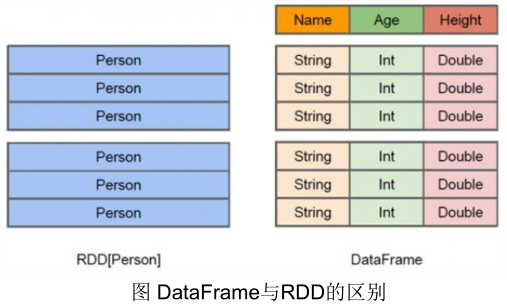 Name Age Height
Person String Int Double
Person String Int Double
Person String Int Double
Person String Int Double
Person String Int Double
Person String Int Double
RDD[Person] DataFrame
图 DataFrame与RDD的区别